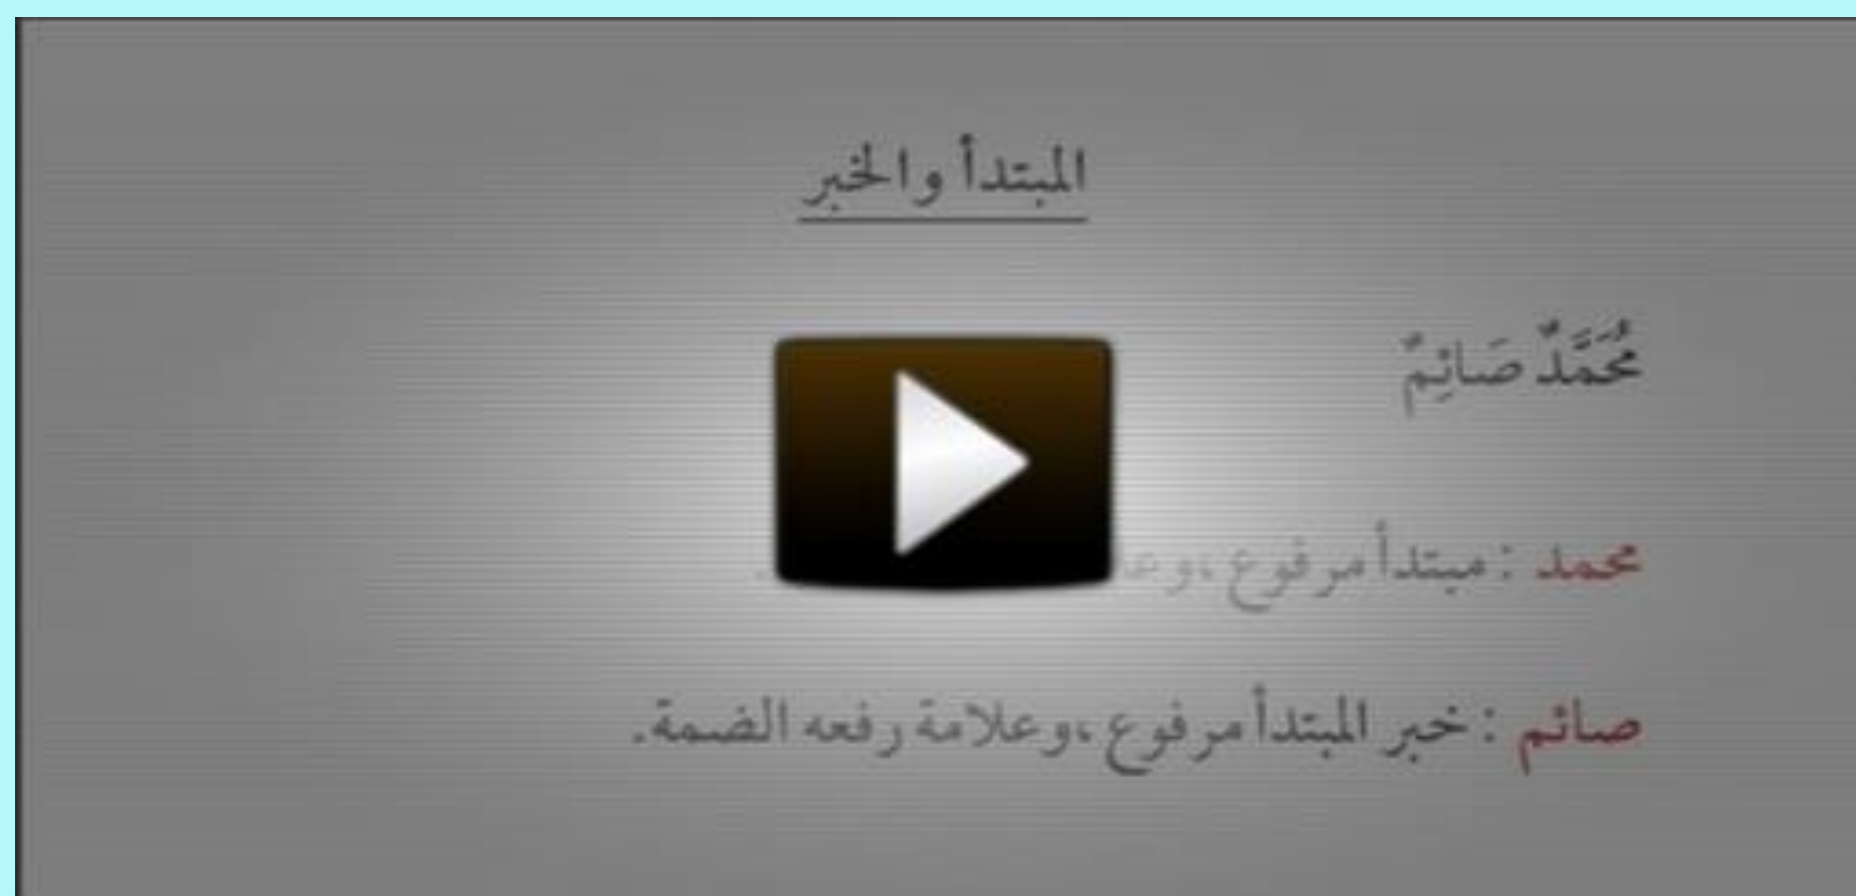 المبتدأ والخبر
مُحَمَّدٌ صَائِمٌ
محمد : مبتدأ مرفوع ،
صائم : خبر المبتدأ مرفوع ،وعلامة رفعه الضمة.